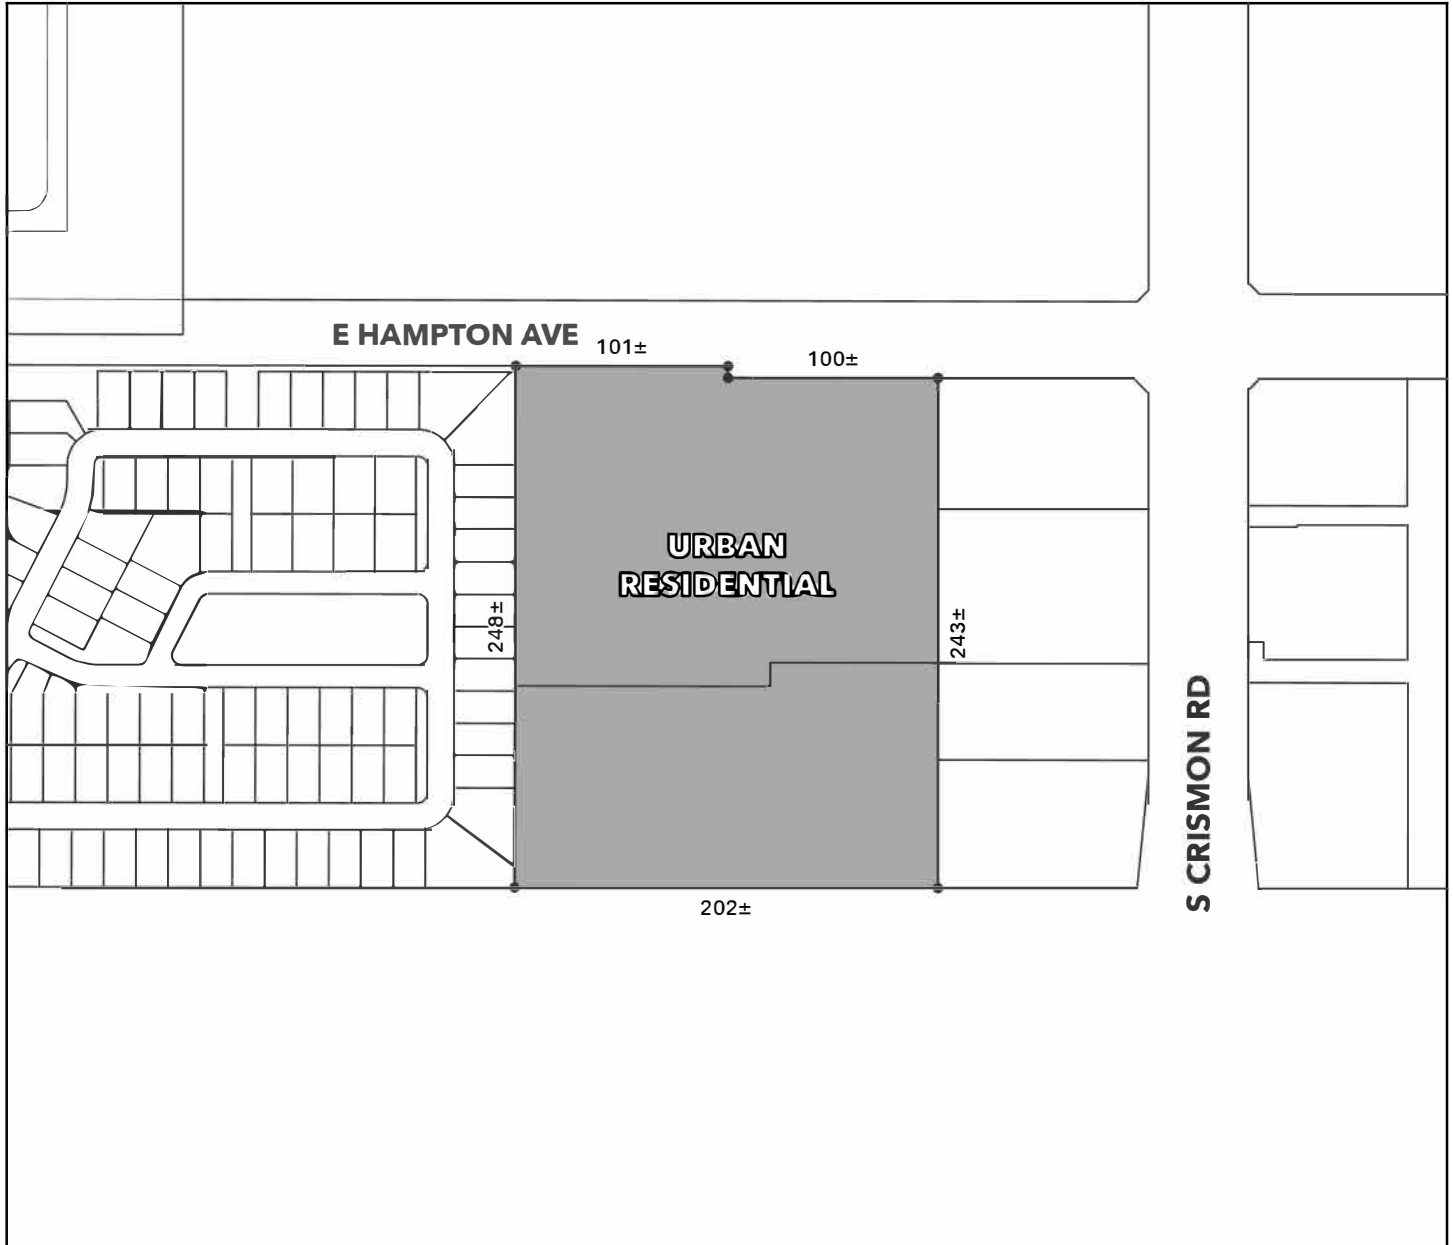 E HAMPTON AVE
101±
100±
URBAN
RESIDENTIAL
248±
243±
S CRISMON RD
202±